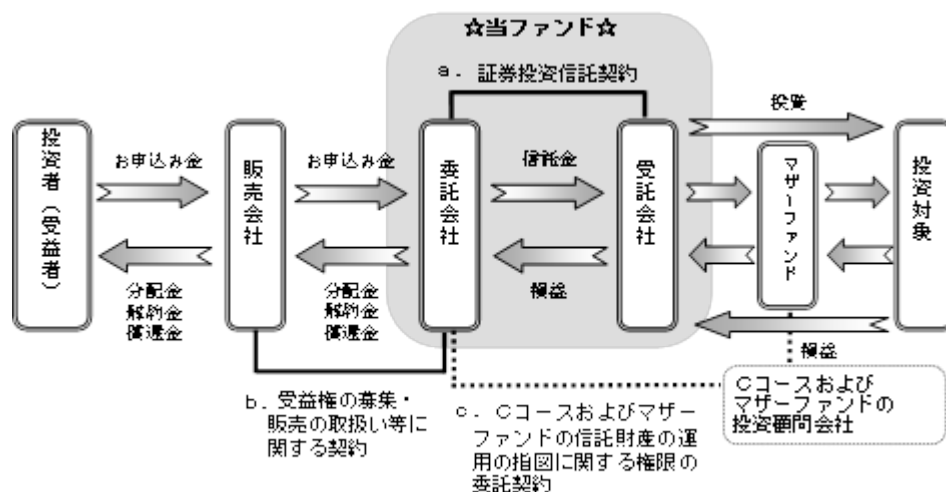 ☆当ファンド☆
a．証券投資信託契約
投資者（受益者）
お申込み金
分配金
解約金
償還金
販売会社
お申込み金
分配金
解約金
償還金
委託会社
信託金
損益
受託会社
投資
マザーファンド
損益
投資対象
b．受益権の募集・
販売の取扱い等に
関する契約
c．Cコースおよびマザー
ファンドの信託財産の運
用の指図に関する権限の
委託契約
Cコースおよび
マザーファンドの
投資顧問会社